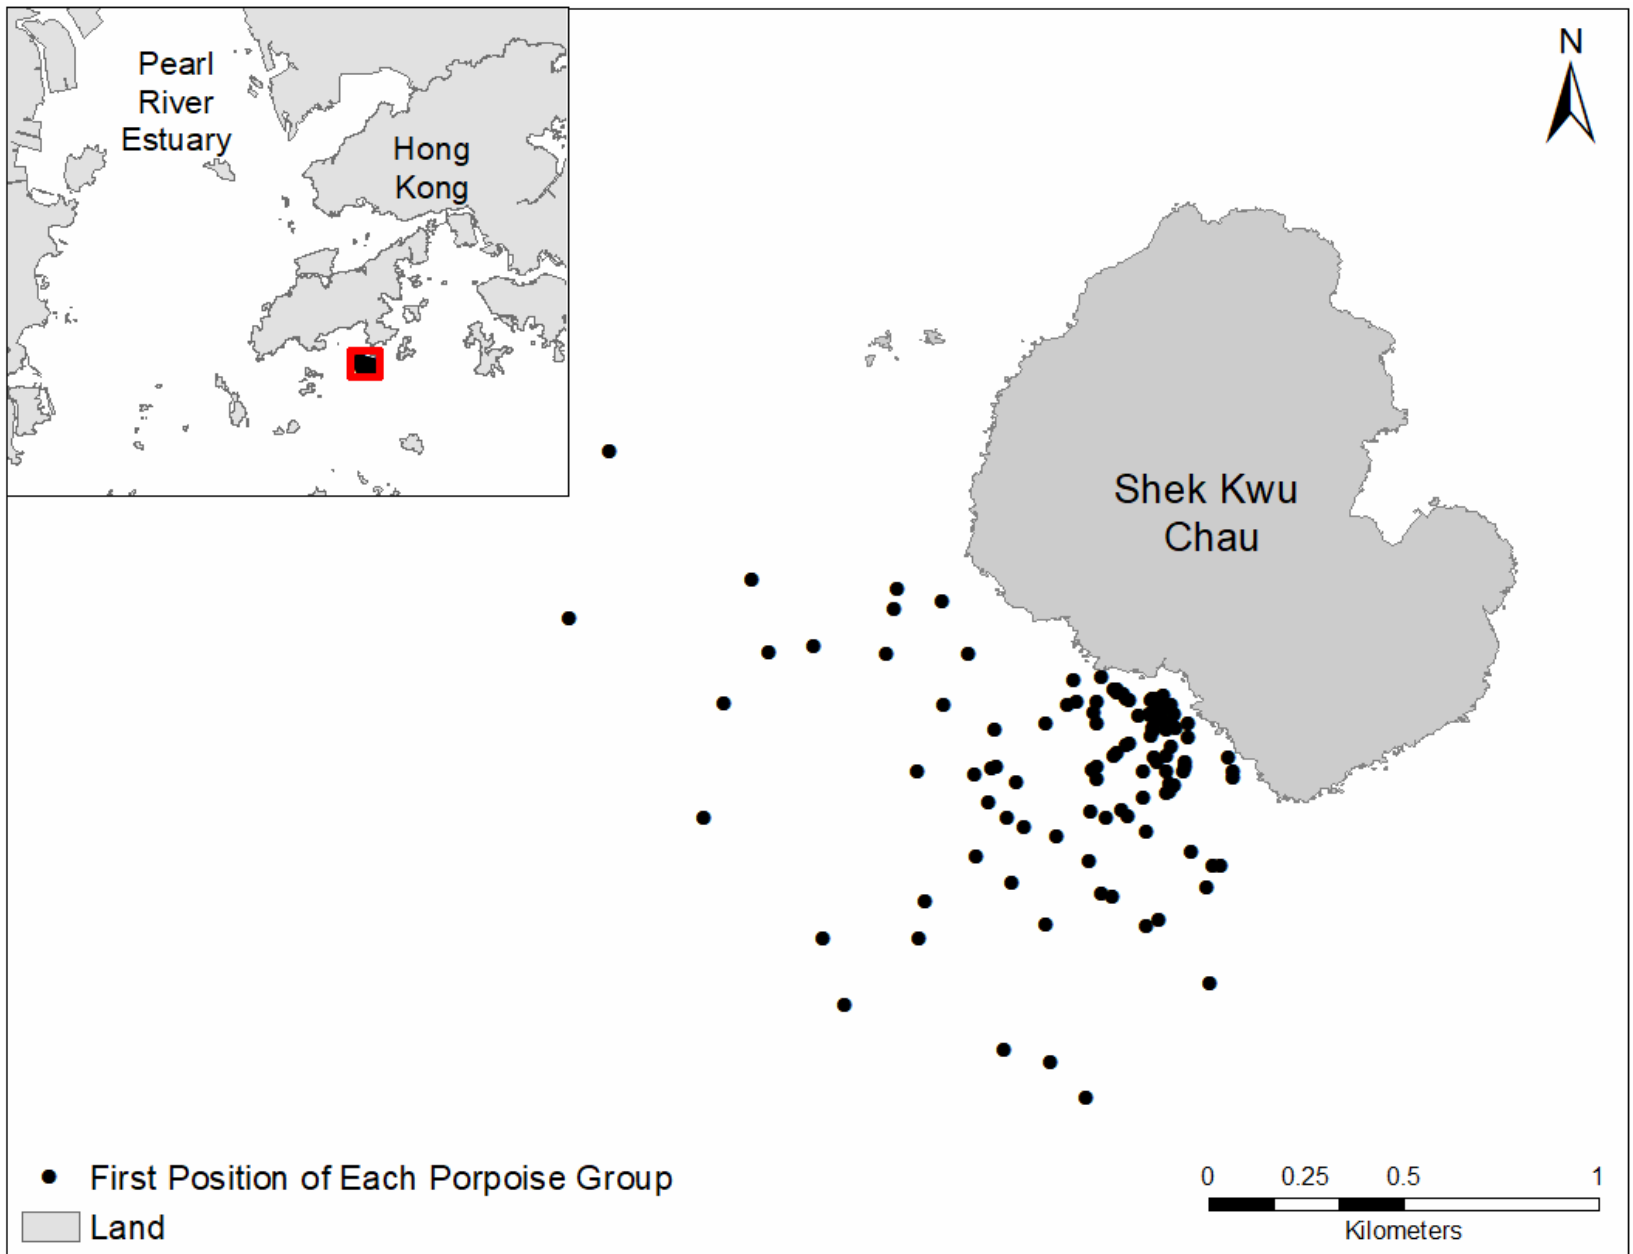 Pearl
River
Estuary
Hong
Kong
N
Shek Kwu
Chau
First Position of Each Porpoise Group
Land
0 0.25 0.5 1
Kilometers